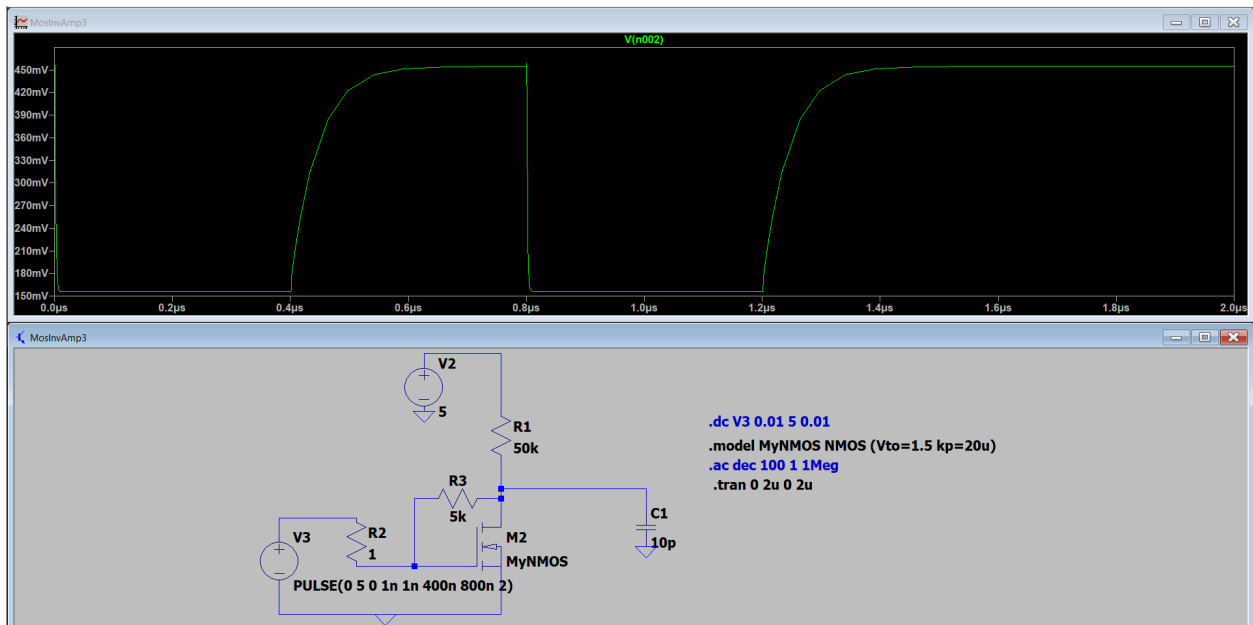 MosInvAmp3
V(n002)
450mV
420mV
390mV
360mV
330mV
300mV
270mV
240mV
210mV
180mV
150mV
0.0µs 0.2µs 0.4µs 0.6µs 0.8µs 1.0µs 1.2µs 1.4µs 1.6µs 1.8µs 2.0µs
MosInvAmp3
V2
5
R1
50k
R3
5k
V3
R2
1
M2
MyNMOS
C1
10p
PULSE(0 5 0 1n 1n 400n 800n 2)
.dc V3 0.01 5 0.01
.model MyNMOS NMOS (Vto=1.5 kp=20u)
.ac dec 100 1 1Meg
.tran 0 2u 0 2u